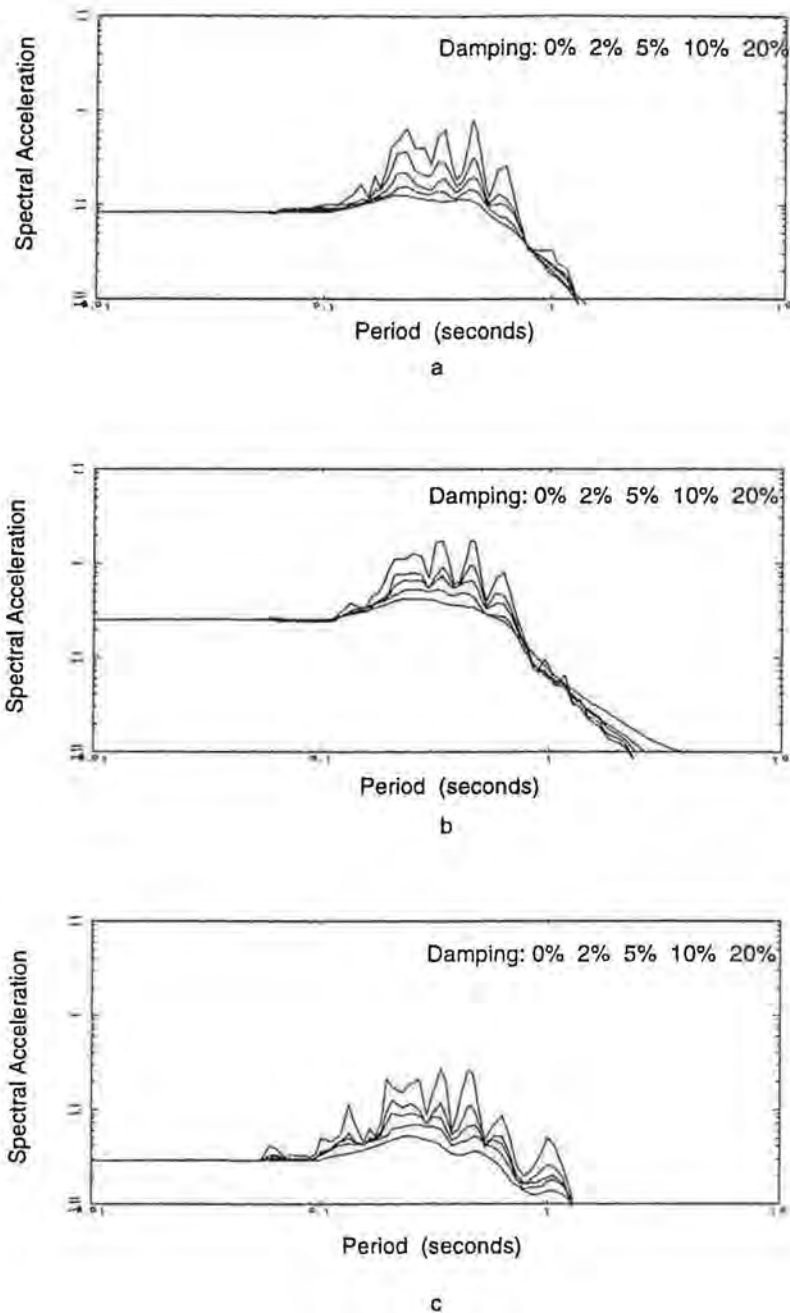 Damping: 0% 2% 5% 10% 20%
Spectral Acceleration
Period (seconds)
a
Damping: 0% 2% 5% 10% 20%
Spectral Acceleration
Period (seconds)
b
Damping: 0% 2% 5% 10% 20%
Spectral Acceleration
Period (seconds)
c